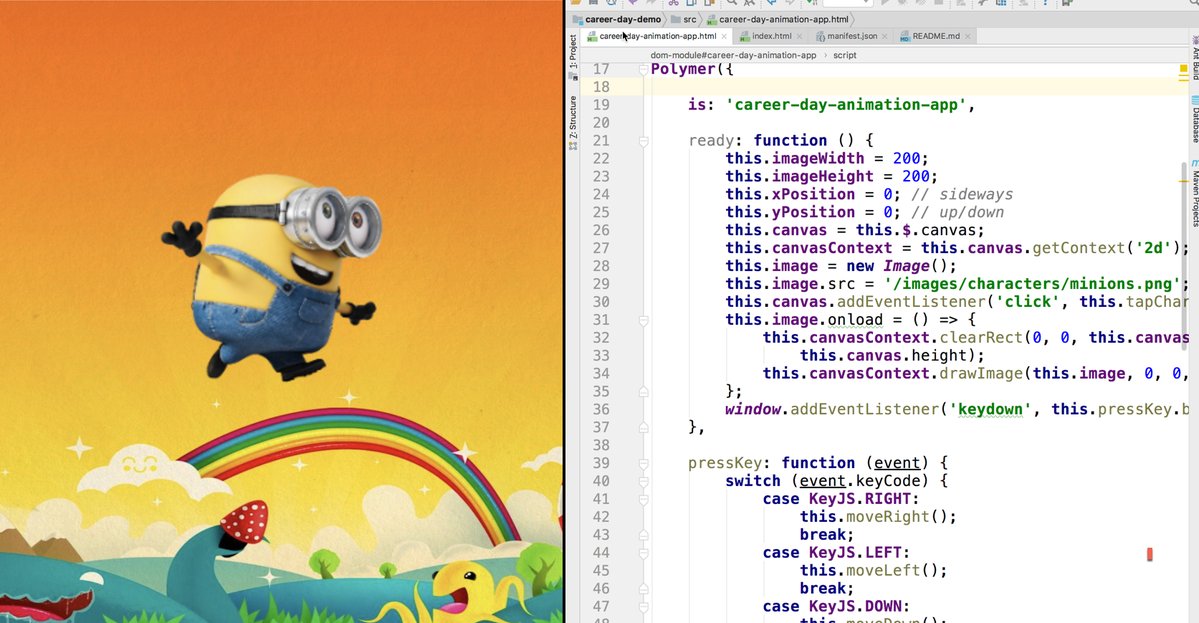 career-day-demo src career-day-animation-app.html
career-day-animation-app.html index.html manifest.json README.md
dom-module#career-day-animation-app script
1: Project
Z: Structure
Ant Build
Database
Maven Projects
17 Polymer({
18
19 is: 'career-day-animation-app',
20
21 ready: function () {
22 this.imageWidth = 200;
23 this.imageHeight = 200;
24 this.xPosition = 0; // sideways
25 this.yPosition = 0; // up/down
26 this.canvas = this.$.canvas;
27 this.canvasContext = this.canvas.getContext('2d');
28 this.image = new Image();
29 this.image.src = '/images/characters/minions.png';
30 this.canvas.addEventListener('click', this.tapChar
31 this.image.onload = () => {
32 this.canvasContext.clearRect(0, 0, this.canvas
33 this.canvas.height);
34 this.canvasContext.drawImage(this.image, 0, 0,
35 };
36 window.addEventListener('keydown', this.pressKey.b
37 },
38
39 pressKey: function (event) {
40 switch (event.keyCode) {
41 case KeyJS.RIGHT:
42 this.moveRight();
43 break;
44 case KeyJS.LEFT:
45 this.moveLeft();
46 break;
47 case KeyJS.DOWN:
48 this.moveDown();